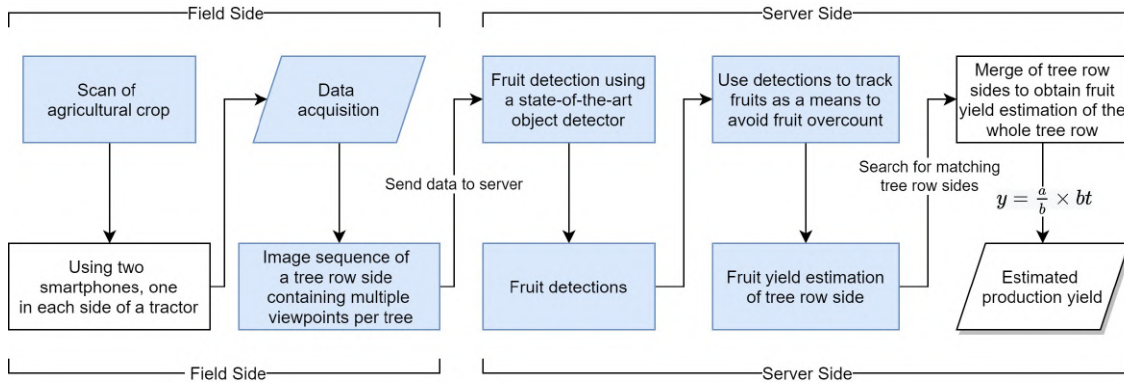 Field Side
Server Side
Scan of
agricultural crop
Using two
smartphones, one
in each side of a tractor
Data
acquisition
Image sequence of
a tree row side
containing multiple
viewpoints per tree
Send data to server
Fruit detection using
a state-of-the-art
object detector
Fruit detections
Use detections to track
fruits as a means to
avoid fruit overcount
Fruit yield estimation
of tree row side
Search for matching
tree row sides
Merge of tree row
sides to obtain fruit
yield estimation of the
whole tree row
y = a/b × bt
Estimated
production yield
Field Side
Server Side